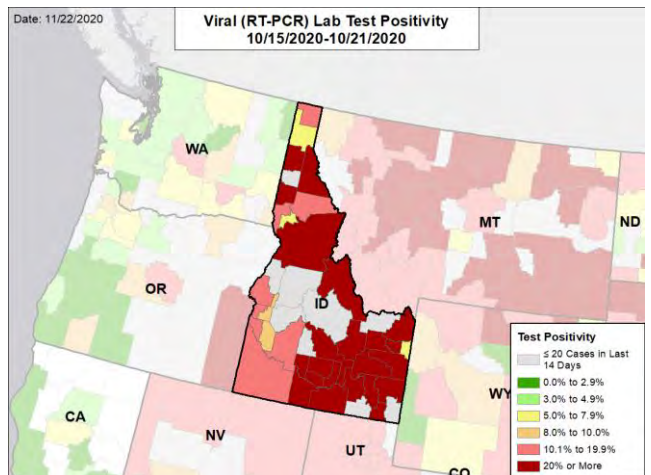 Date: 11/22/2020
Viral (RT-PCR) Lab Test Positivity
10/15/2020-10/21/2020
WA
MT
ND
OR
ID
WY
CA
NV
UT
CO
Test Positivity
≤ 20 Cases in Last
14 Days
0.0% to 2.9%
3.0% to 4.9%
5.0% to 7.9%
8.0% to 10.0%
10.1% to 19.9%
20% or More